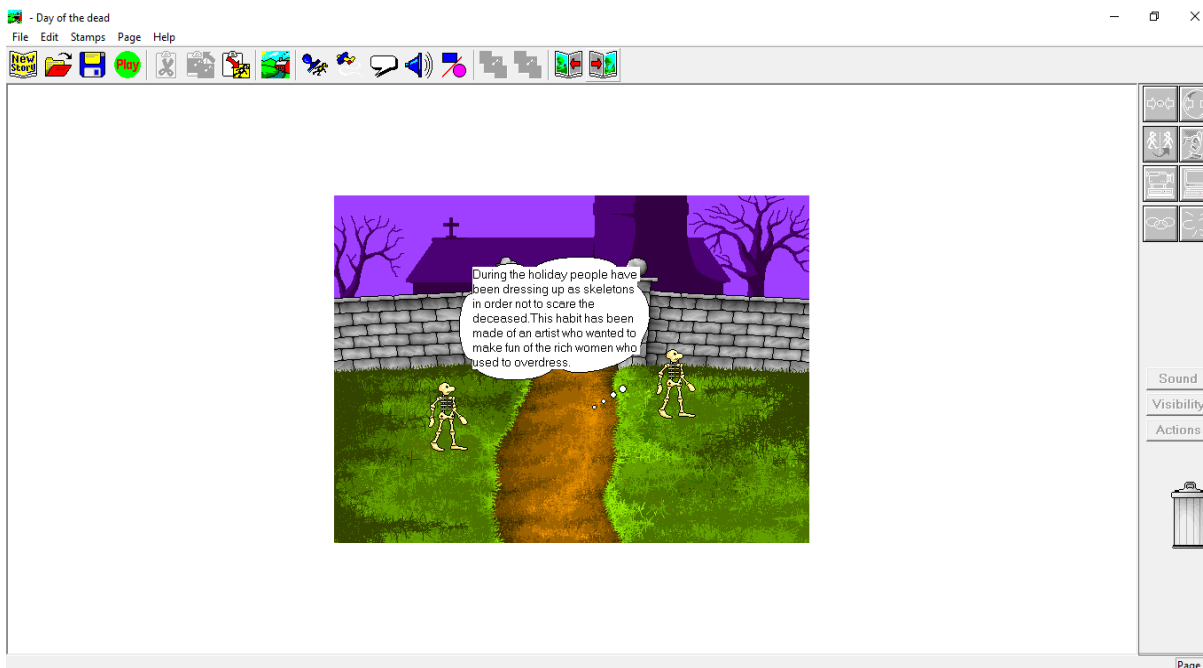 - Day of the dead
File Edit Stamps Page Help
New Story Play
During the holiday people have
been dressing up as skeletons
in order not to scare the
deceased.This habit has been
made of an artist who wanted to
make fun of the rich women who
used to overdress.
Sound
Visibility
Actions
Page